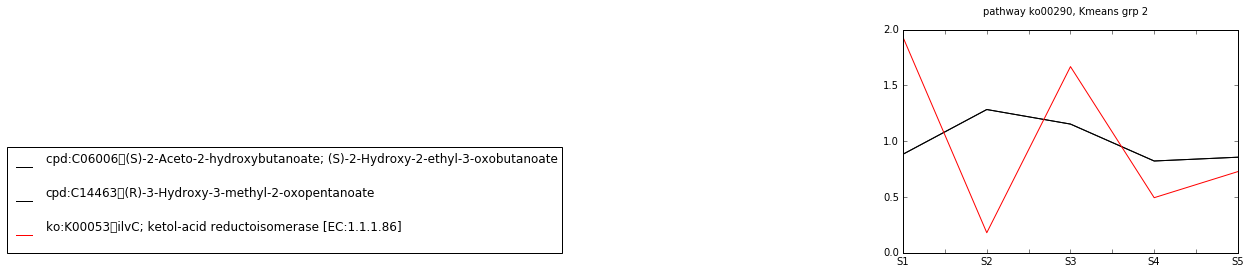 pathway ko00290, Kmeans grp 2
2.0
1.5
1.0
0.5
0.0
S1 S2 S3 S4 S5
cpd:C06006▯(S)-2-Aceto-2-hydroxybutanoate; (S)-2-Hydroxy-2-ethyl-3-oxobutanoate
cpd:C14463▯(R)-3-Hydroxy-3-methyl-2-oxopentanoate
ko:K00053▯ilvC; ketol-acid reductoisomerase [EC:1.1.1.86]